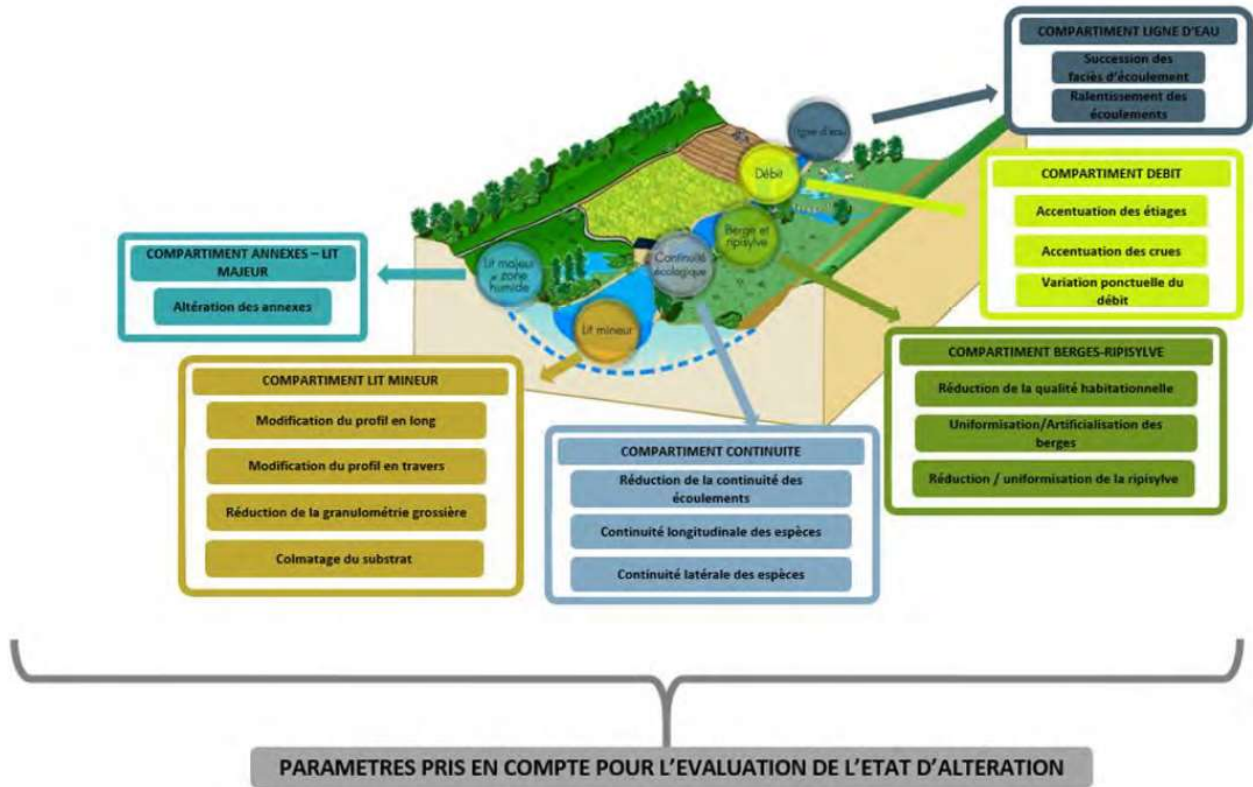 COMPARTIMENT LIGNE D'EAU
Succession des
faciès d'écoulement
Ralentissement des
écoulements
COMPARTIMENT DEBIT
Accentuation des étiages
Accentuation des crues
Variation ponctuelle du
débit
COMPARTIMENT BERGES-RIPISYLVE
Réduction de la qualité habitationnelle
Uniformisation/Artificialisation des
berges
Réduction / uniformisation de la ripisylve
COMPARTIMENT ANNEXES – LIT
MAJEUR
Altération des annexes
COMPARTIMENT LIT MINEUR
Modification du profil en long
Modification du profil en travers
Réduction de la granulométrie grossière
Colmatage du substrat
COMPARTIMENT CONTINUITE
Réduction de la continuité des
écoulements
Continuité longitudinale des espèces
Continuité latérale des espèces
Ligne d'eau
Débit
Berge et
ripisylve
Continuité
écologique
Lit majeur
zone
humide
Lit mineur
PARAMETRES PRIS EN COMPTE POUR L'EVALUATION DE L'ETAT D'ALTERATION